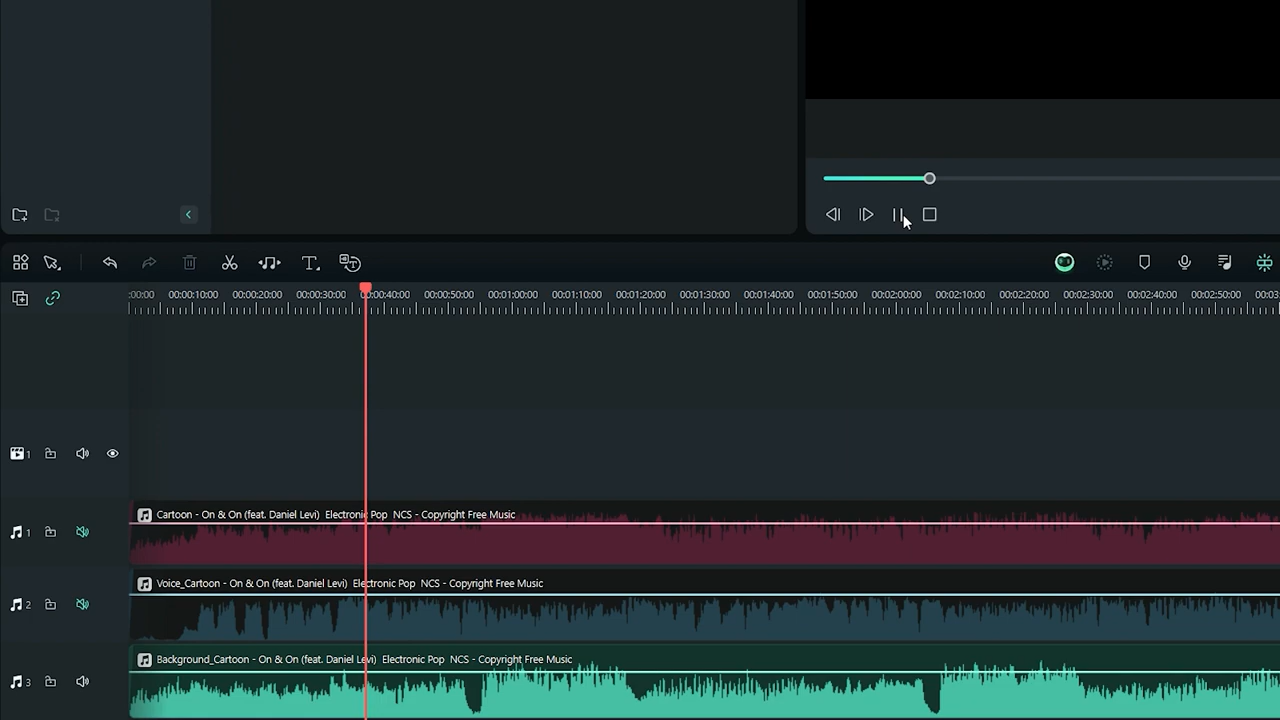 :00:00 00:00:10:00 00:00:20:00 00:00:30:00 00:00:40:00 00:00:50:00 00:01:00:00 00:01:10:00 00:01:20:00 00:01:30:00 00:01:40:00 00:01:50:00 00:02:00:00 00:02:10:00 00:02:20:00 00:02:30:00 00:02:40:00 00:02:50:00 00:03
1
Cartoon - On & On (feat. Daniel Levi) Electronic Pop NCS - Copyright Free Music
1
Voice_Cartoon - On & On (feat. Daniel Levi) Electronic Pop NCS - Copyright Free Music
2
Background_Cartoon - On & On (feat. Daniel Levi) Electronic Pop NCS - Copyright Free Music
3